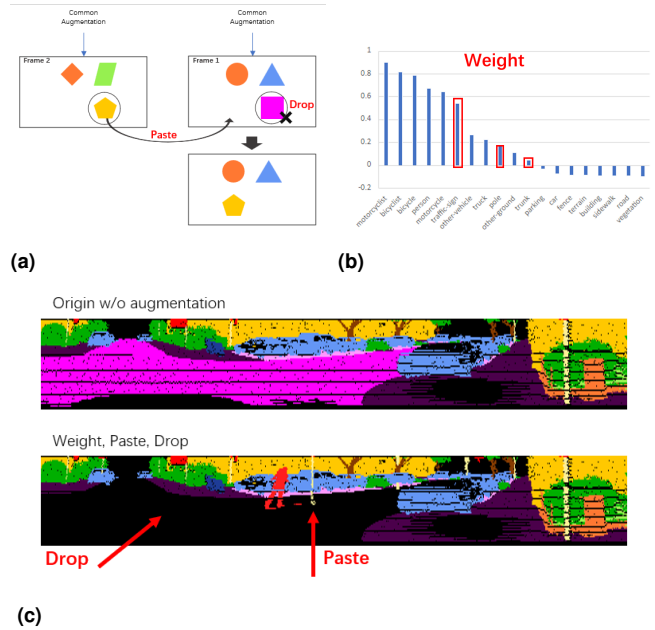 Common
Augmentation
Common
Augmentation
Frame 2
Frame 1
Drop
Paste
(a)
Weight
1
0.8
0.6
0.4
0.2
0
-0.2
motorcyclist
bicyclist
bicycle
person
motorcycle
traffic-sign
other-vehicle
truck
pole
other-ground
trunk
parking
car
fence
terrain
building
sidewalk
road
vegetation
(b)
Origin w/o augmentation
Weight, Paste, Drop
Drop
Paste
(c)